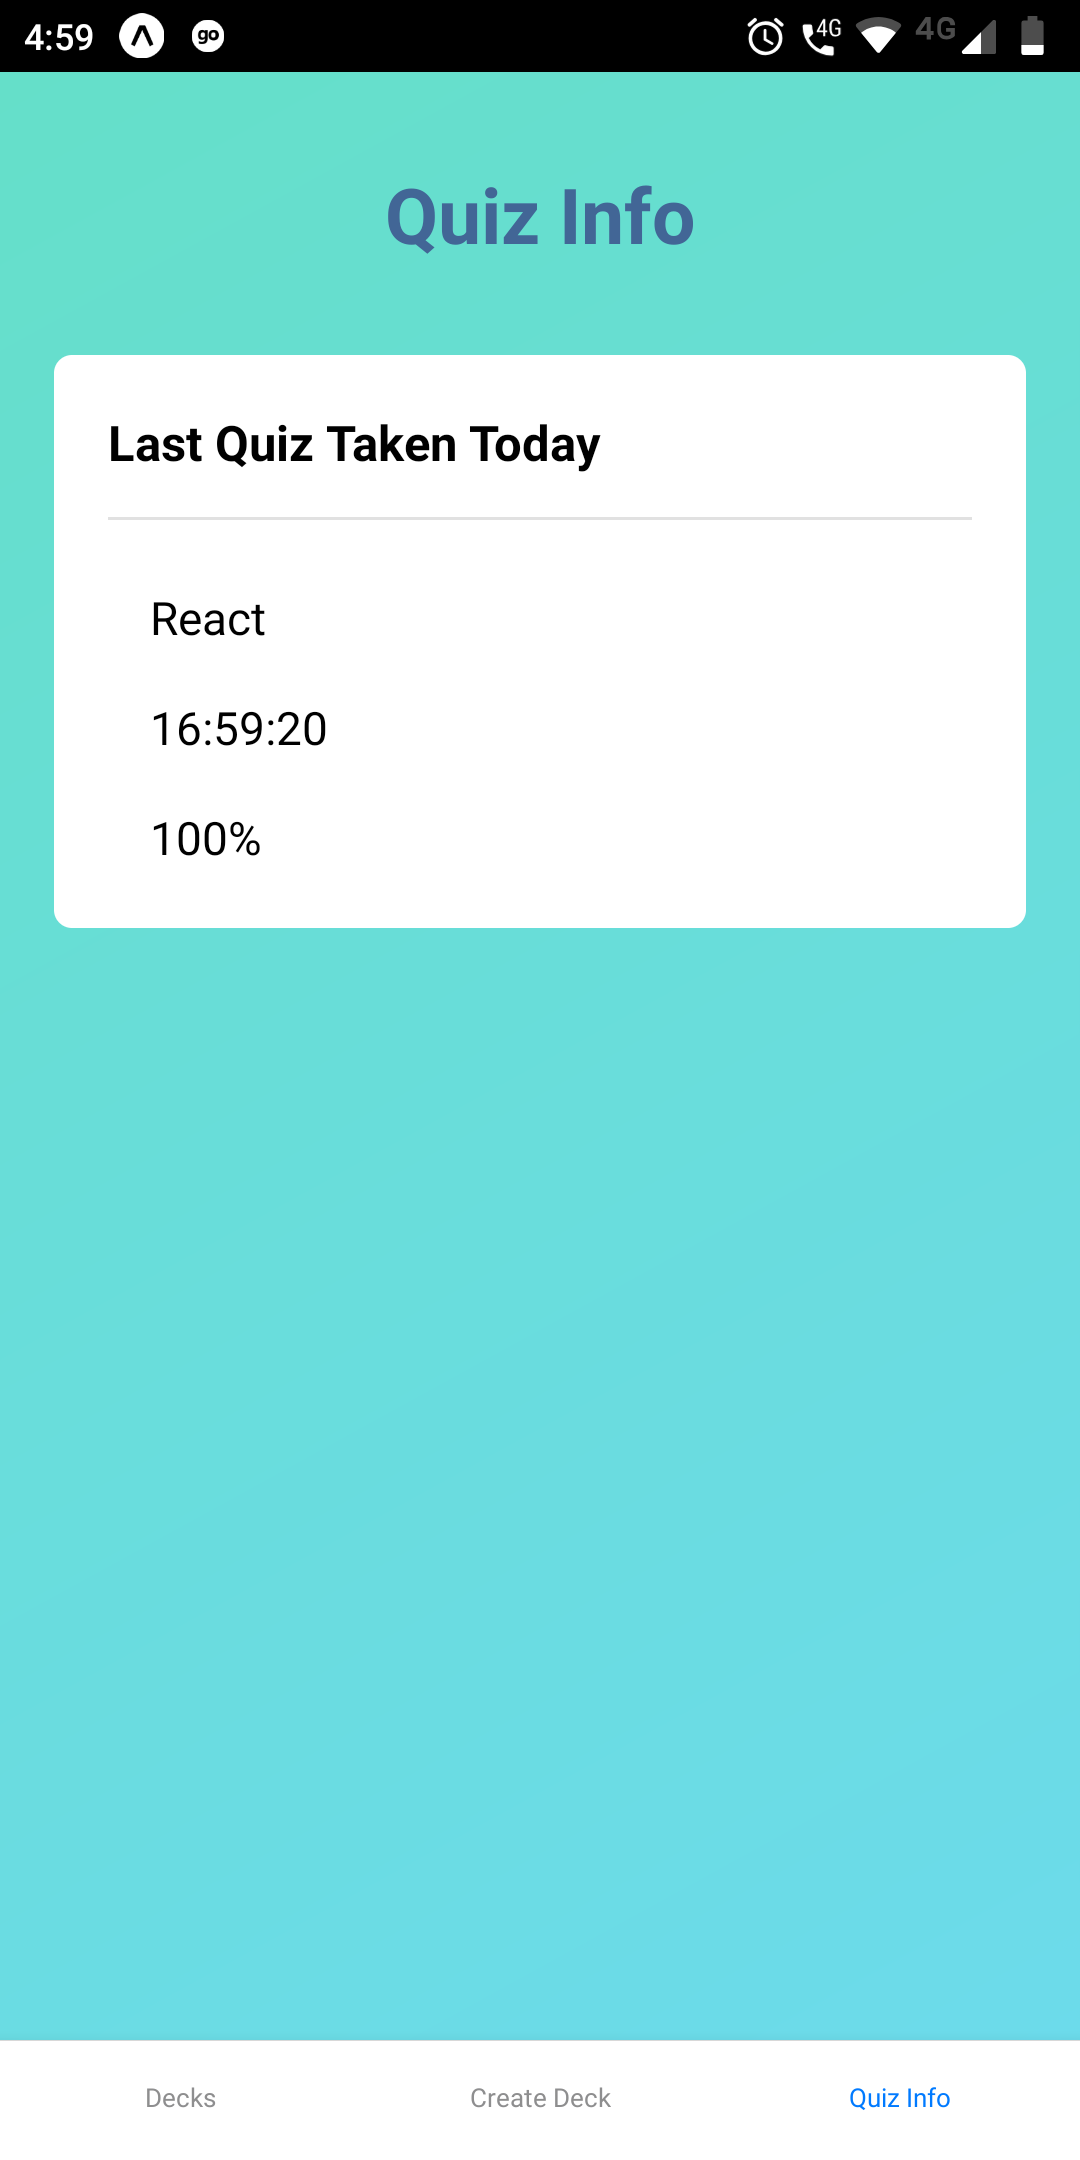 4:59 go 4G 4G
Quiz Info
Last Quiz Taken Today
React
16:59:20
100%
Decks Create Deck Quiz Info